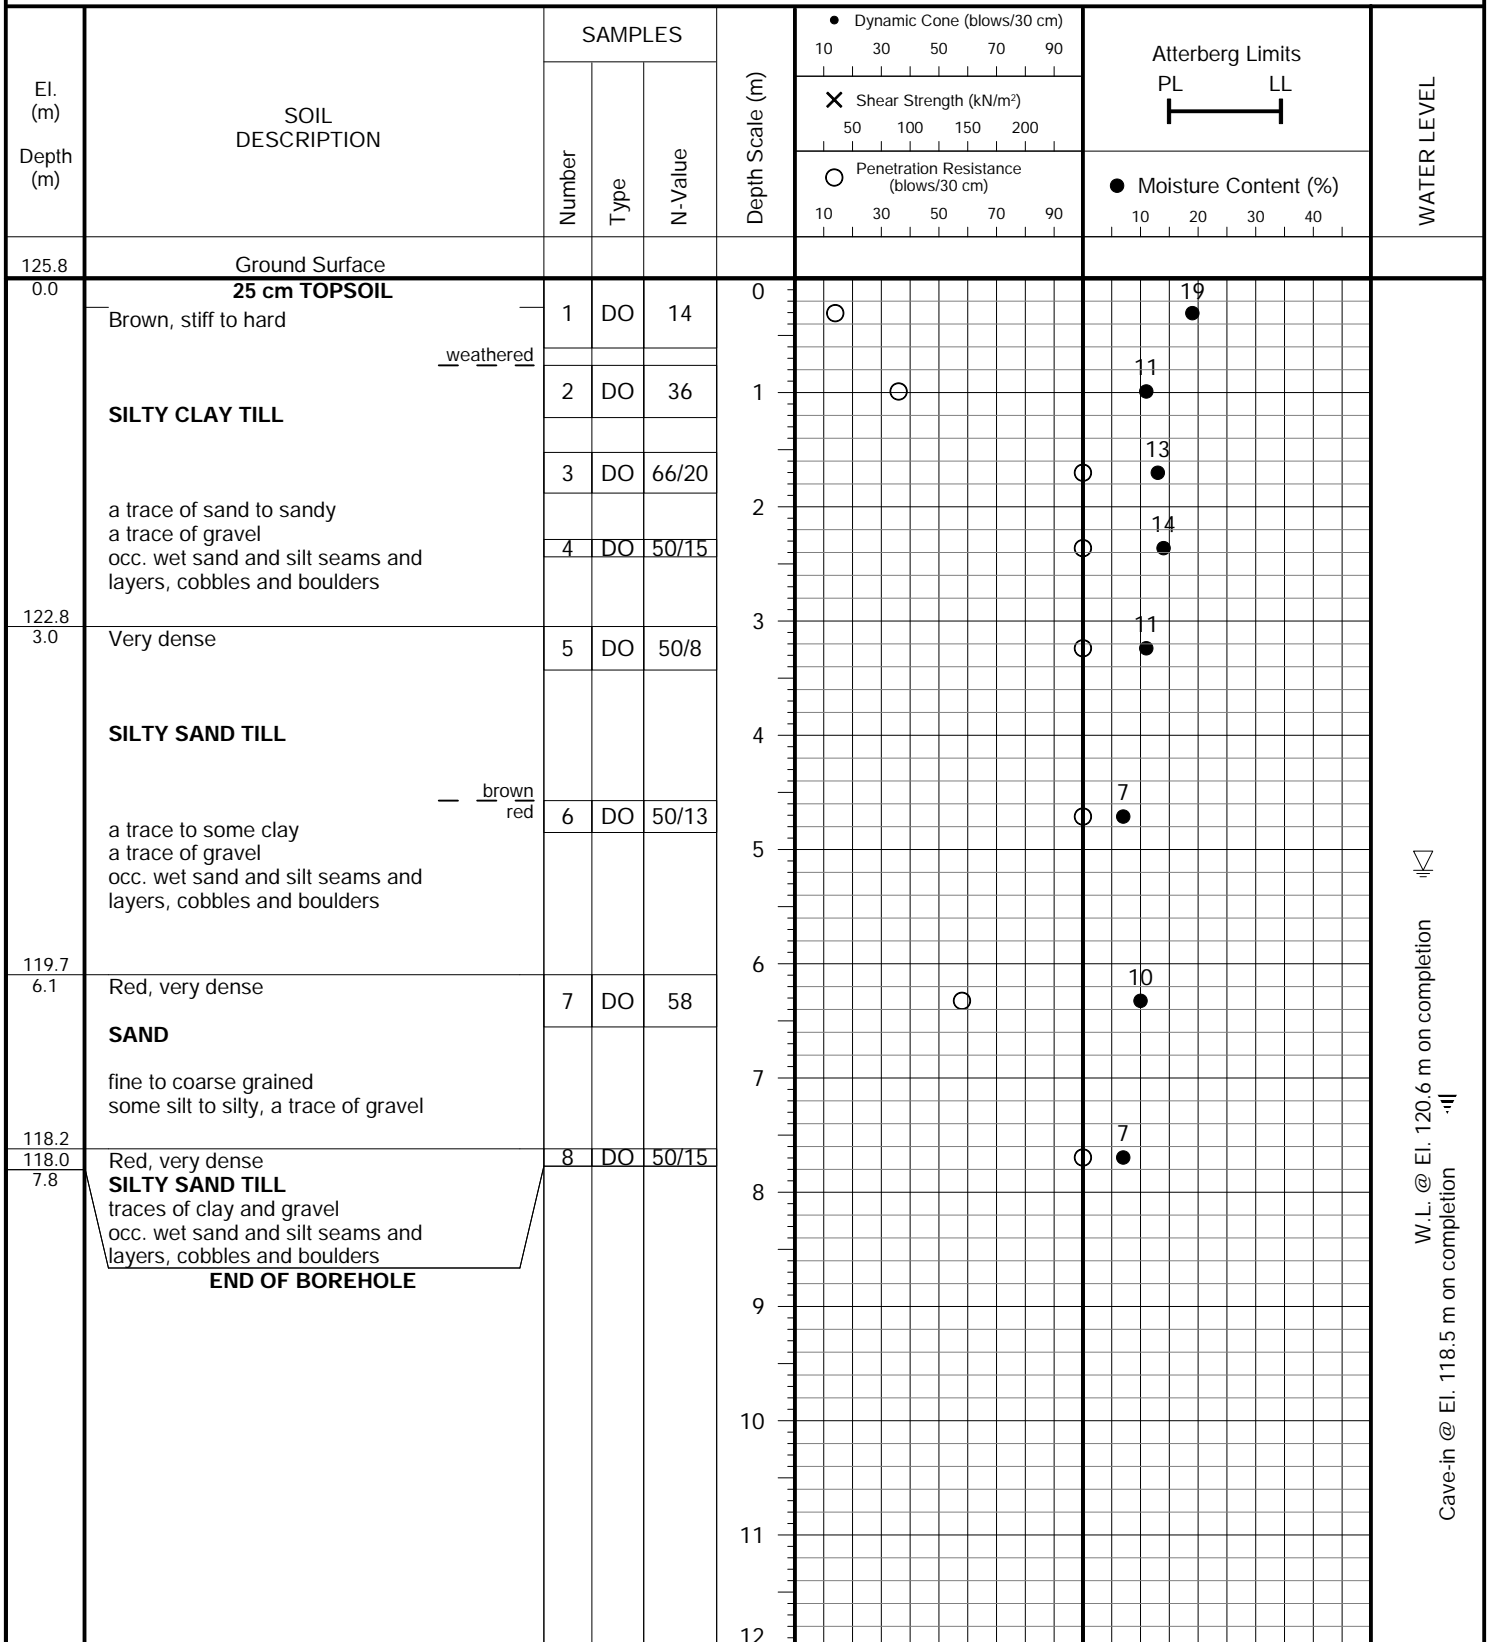 El.
(m)
Depth
(m)
SOIL
DESCRIPTION
SAMPLES
Number
Type
N-Value
Depth Scale (m)
Dynamic Cone (blows/30 cm)
10 30 50 70 90
Shear Strength (kN/m²)
50 100 150 200
Penetration Resistance
(blows/30 cm)
10 30 50 70 90
Atterberg Limits
PL LL
Moisture Content (%)
10 20 30 40
WATER LEVEL
125.8 Ground Surface
0.0 25 cm TOPSOIL 0
19
Brown, stiff to hard 1 DO 14
weathered
11
2 DO 36 1
SILTY CLAY TILL
13
3 DO 66/20
a trace of sand to sandy 2
14
a trace of gravel
4 DO 50/15
occ. wet sand and silt seams and
layers, cobbles and boulders
122.8 3
11
3.0 Very dense 5 DO 50/8
SILTY SAND TILL 4
brown 7
red 6 DO 50/13
a trace to some clay
a trace of gravel 5
occ. wet sand and silt seams and
layers, cobbles and boulders
119.7 6
10
6.1 Red, very dense 7 DO 58
SAND
fine to coarse grained 7
some silt to silty, a trace of gravel
118.2 7
118.0 Red, very dense 8 DO 50/15
7.8 SILTY SAND TILL 8
traces of clay and gravel
occ. wet sand and silt seams and
layers, cobbles and boulders
END OF BOREHOLE
9
10
11
12
W.L. @ El. 120.6 m on completion
Cave-in @ El. 118.5 m on completion